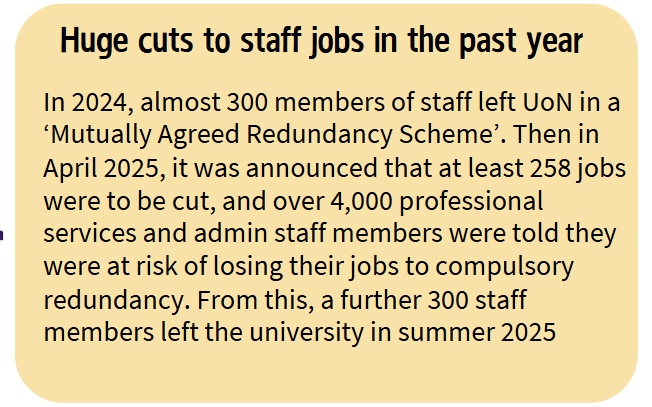 Huge cuts to staff jobs in the past year
In 2024, almost 300 members of staff left UoN in a
‘Mutually Agreed Redundancy Scheme’. Then in
April 2025, it was announced that at least 258 jobs
were to be cut, and over 4,000 professional
services and admin staff members were told they
were at risk of losing their jobs to compulsory
redundancy. From this, a further 300 staff
members left the university in summer 2025